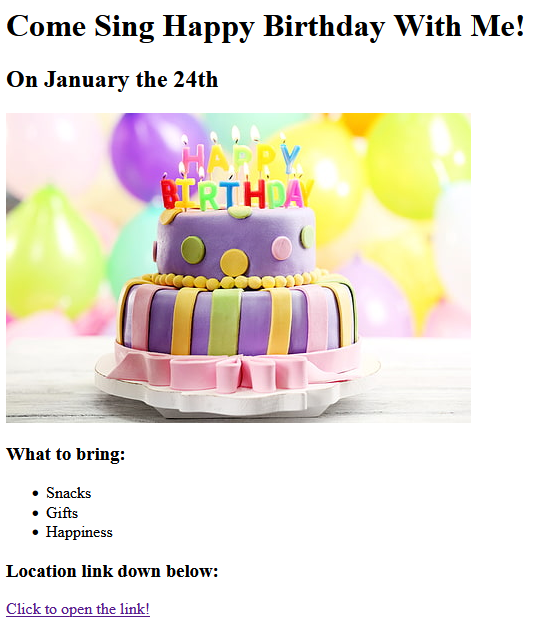 Come Sing Happy Birthday With Me!
On January the 24th
HAPPY
BIRTHDAY
What to bring:
Snacks
Gifts
Happiness
Location link down below:
Click to open the link!